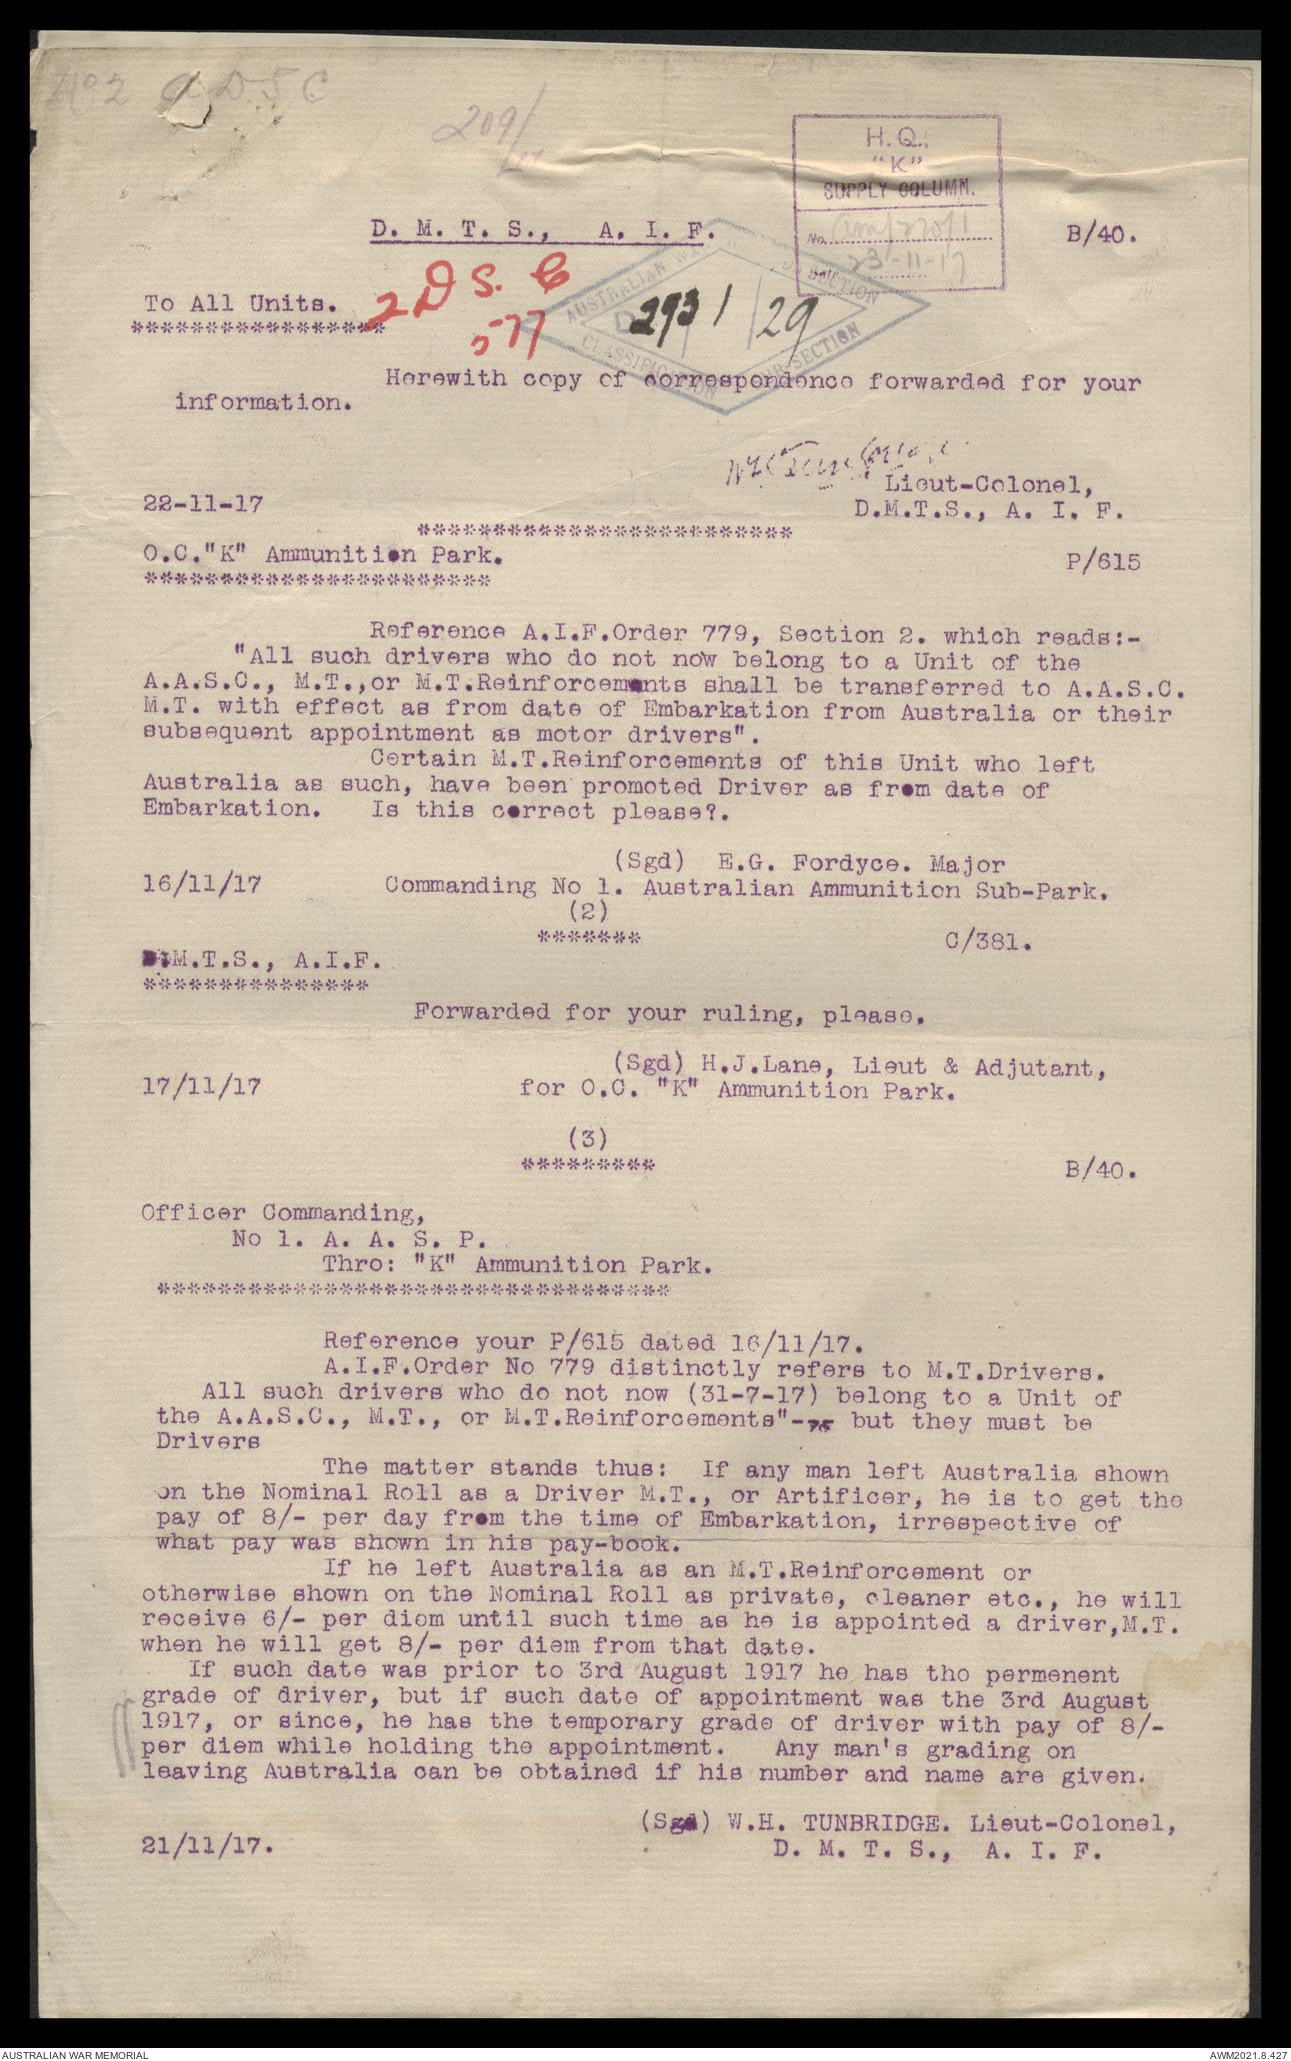 No 2 A D S C
209/
H. Q.,
"K"
SUPPLY COLUMN.
No.
Date 23-11-17
D. M. T. S., A. I. F.
B/40.
2 D S. C
577
AUSTRALIAN WAR
SECTION
CLASSIFICATION SUB-SECTION
293 1/29
To All Units.
*****************
Herewith copy of correspondence forwarded for your
information.
Lieut-Colonel,
22-11-17
D.M.T.S., A. I. F.
*************************
O.C."K" Ammunition Park.
P/615
***********************
Reference A.I.F.Order 779, Section 2. which reads:-
"All such drivers who do not now belong to a Unit of the
A.A.S.C., M.T.,or M.T.Reinforcements shall be transferred to A.A.S.C.
M.T. with effect as from date of Embarkation from Australia or their
subsequent appointment as motor drivers".
Certain M.T.Reinforcements of this Unit who left
Australia as such, have been promoted Driver as from date of
Embarkation. Is this correct please?.
(Sgd) E.G. Fordyce. Major
16/11/17 Commanding No 1. Australian Ammunition Sub-Park.
(2)
*******
C/381.
D.M.T.S., A.I.F.
***************
Forwarded for your ruling, please.
(Sgd) H.J.Lane, Lieut & Adjutant,
17/11/17 for O.C. "K" Ammunition Park.
(3)
*********
B/40.
Officer Commanding,
No 1. A. A. S. P.
Thro: "K" Ammunition Park.
**********************************
Reference your P/615 dated 16/11/17.
A.I.F.Order No 779 distinctly refers to M.T.Drivers.
All such drivers who do not now (31-7-17) belong to a Unit of
the A.A.S.C., M.T., or M.T.Reinforcements"- but they must be
Drivers
The matter stands thus: If any man left Australia shown
on the Nominal Roll as a Driver M.T., or Artificer, he is to get the
pay of 8/- per day from the time of Embarkation, irrespective of
what pay was shown in his pay-book.
If he left Australia as an M.T.Reinforcement or
otherwise shown on the Nominal Roll as private, cleaner etc., he will
receive 6/- per diem until such time as he is appointed a driver,M.T.
when he will get 8/- per diem from that date.
If such date was prior to 3rd August 1917 he has the permenent
grade of driver, but if such date of appointment was the 3rd August
1917, or since, he has the temporary grade of driver with pay of 8/-
per diem while holding the appointment. Any man's grading on
leaving Australia can be obtained if his number and name are given.
(Sgd) W.H. TUNBRIDGE. Lieut-Colonel,
21/11/17. D. M. T. S., A. I. F.
AUSTRALIAN WAR MEMORIAL
AWM2021.8.427